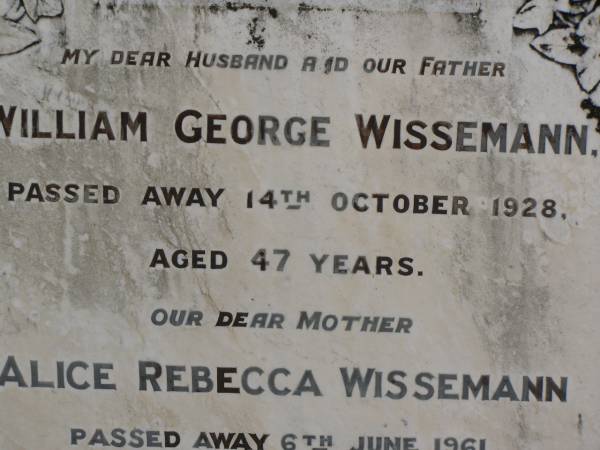 MY DEAR HUSBAND AND OUR FATHER
WILLIAM GEORGE WISSEMANN,
PASSED AWAY 14TH OCTOBER 1928,
AGED 47 YEARS.
OUR DEAR MOTHER
ALICE REBECCA WISSEMANN
PASSED AWAY 6TH JUNE 1961